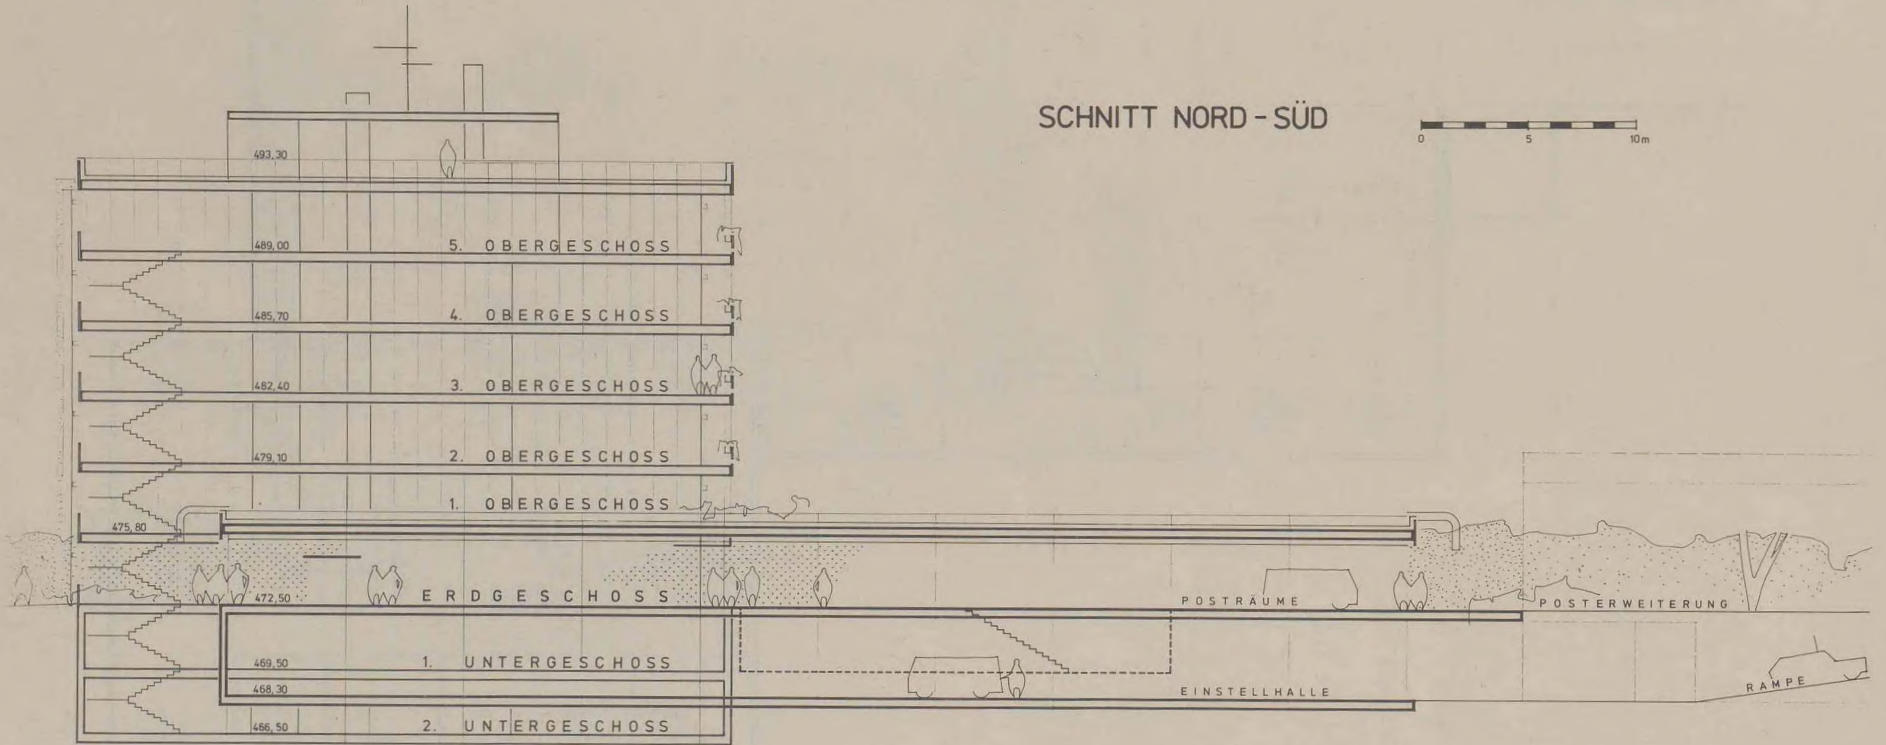 SCHNITT NORD - SÜD
0 5 10m
493,30
489,00 5. OBERGESCHOSS
485,70 4. OBERGESCHOSS
482,40 3. OBERGESCHOSS
479,10 2. OBERGESCHOSS
1. OBERGESCHOSS
475,80
472,50 ERDGESCHOSS POSTRÄUME POSTERWEITERUNG
469,50 1. UNTERGESCHOSS
468,30 EINSTELLHALLE RAMPE
466,50 2. UNTERGESCHOSS